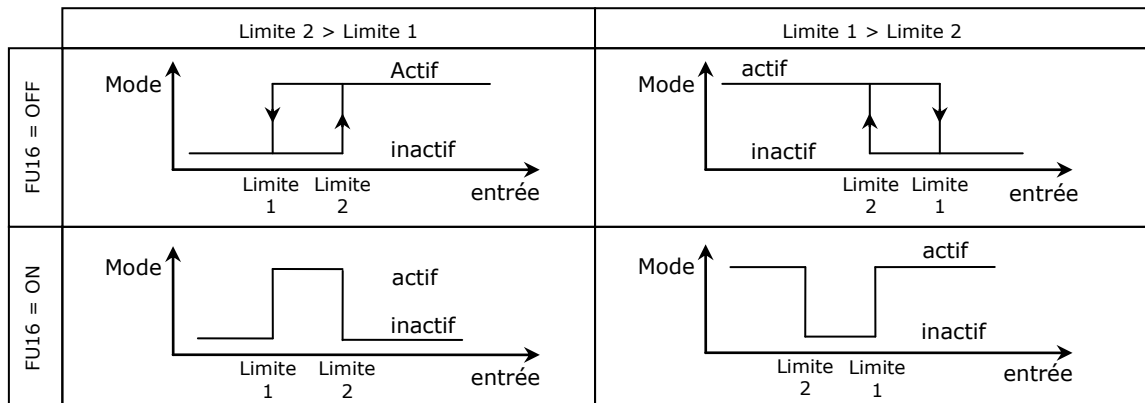 Limite 2 > Limite 1
Limite 1 > Limite 2
FU16 = OFF
Mode
Actif
inactif
Limite
1
Limite
2
entrée
Mode
actif
inactif
Limite
2
Limite
1
entrée
FU16 = ON
Mode
actif
inactif
Limite
1
Limite
2
entrée
Mode
actif
inactif
Limite
2
Limite
1
entrée